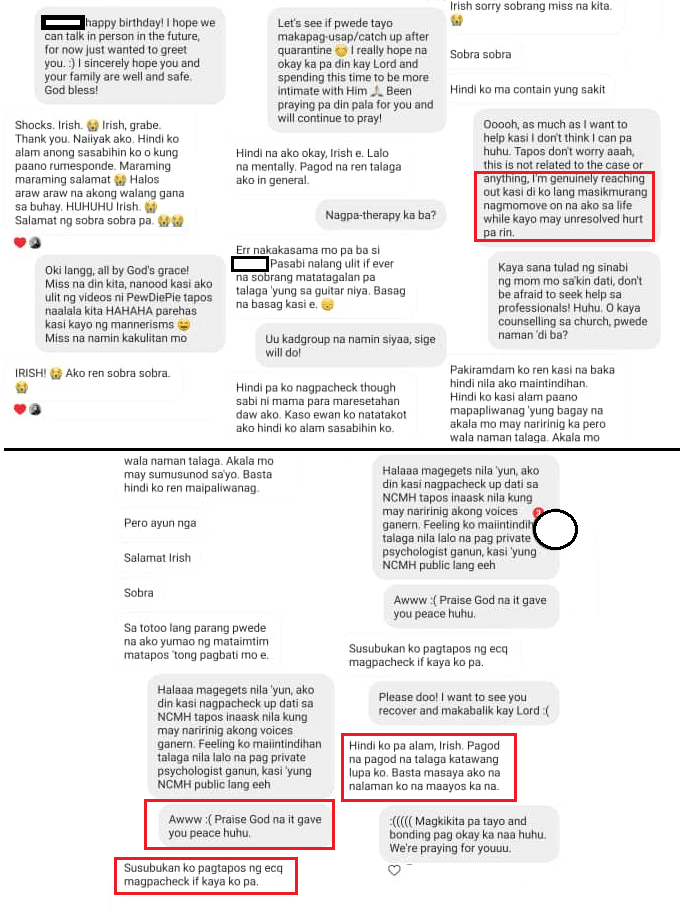 happy birthday! I hope we
can talk in person in the future,
for now just wanted to greet
you. :) I sincerely hope you and
your family are well and safe.
God bless!
Shocks. Irish. 😭 Irish, grabe.
Thank you. Naiiyak ako. Hindi ko
alam anong sasabihin ko o kung
paano rumesponde. Maraming
maraming salamat 😭 Halos
araw araw na akong walang gana
sa buhay. HUHUHU Irish. 😭
Salamat ng sobra sobra pa. 😭😭
Oki langg, all by God's grace!
Miss na din kita, nanood kasi ako
ulit ng videos ni PewDiePie tapos
naalala kita HAHAHA parehas
kasi kayo ng mannerisms 😄
Miss na namin kakulitan mo
IRISH! 😭 Ako ren sobra sobra.
😭
Let's see if pwede tayo
makapag-usap/catch up after
quarantine 😁 I really hope na
okay ka pa din kay Lord and
spending this time to be more
intimate with Him 🙏🏻 Been
praying pa din pala for you and
will continue to pray!
Hindi na ako okay, Irish e. Lalo
na mentally. Pagod na ren talaga
ako in general.
Nagpa-therapy ka ba?
Err nakakasama mo pa ba si
Pasabi nalang ulit if ever
na sobrang matatagalan pa
talaga 'yung sa guitar niya. Basag
na basag kasi e. 😞
Uu kadgroup na namin siyaa, sige
will do!
Hindi pa ko nagpacheck though
sabi ni mama para maresetahan
daw ako. Kaso ewan ko natatakot
ako hindi ko alam sasabihin ko.
Irish sorry sobrang miss na kita.
😭
Sobra sobra
Hindi ko ma contain yung sakit
Ooooh, as much as I want to
help kasi I don't think I can pa
huhu. Tapos don't worry aaah,
this is not related to the case or
anything, I'm genuinely reaching
out kasi di ko lang masikmurang
nagmomove on na ako sa life
while kayo may unresolved hurt
pa rin.
Kaya sana tulad ng sinabi
ng mom mo sa'kin dati, don't
be afraid to seek help sa
professionals! Huhu. O kaya
counselling sa church, pwede
naman 'di ba?
Pakiramdam ko ren kasi na baka
hindi nila ako maintindihan.
Hindi ko kasi alam paano
mapapliwanag 'yung bagay na
akala mo may naririnig ka pero
wala naman talaga. Akala mo
wala naman talaga. Akala mo
may sumusunod sa'yo. Basta
hindi ko ren maipaliwanag.
Pero ayun nga
Salamat Irish
Sobra
Sa totoo lang parang pwede
na ako yumao ng mataimtim
matapos 'tong pagbati mo e.
Halaaa magegets nila 'yun, ako
din kasi nagpacheck up dati sa
NCMH tapos inaask nila kung
may naririnig akong voices
ganern. Feeling ko maiintindihan
talaga nila lalo na pag private
psychologist ganun, kasi 'yung
NCMH public lang eeh
Awww :( Praise God na it gave
you peace huhu.
Susubukan ko pagtapos ng ecq
magpacheck if kaya ko pa.
Halaaa magegets nila 'yun, ako
din kasi nagpacheck up dati sa
NCMH tapos inaask nila kung
may naririnig akong voices
ganern. Feeling ko maiintindih
talaga nila lalo na pag private
psychologist ganun, kasi 'yung
NCMH public lang eeh
Awww :( Praise God na it gave
you peace huhu.
Susubukan ko pagtapos ng ecq
magpacheck if kaya ko pa.
Please doo! I want to see you
recover and makabalik kay Lord :(
Hindi ko pa alam, Irish. Pagod
na pagod na talaga katawang
lupa ko. Basta masaya ako na
nalaman ko na maayos ka na.
:((((( Magkikita pa tayo and
bonding pag okay ka naa huhu.
We're praying for youuu.